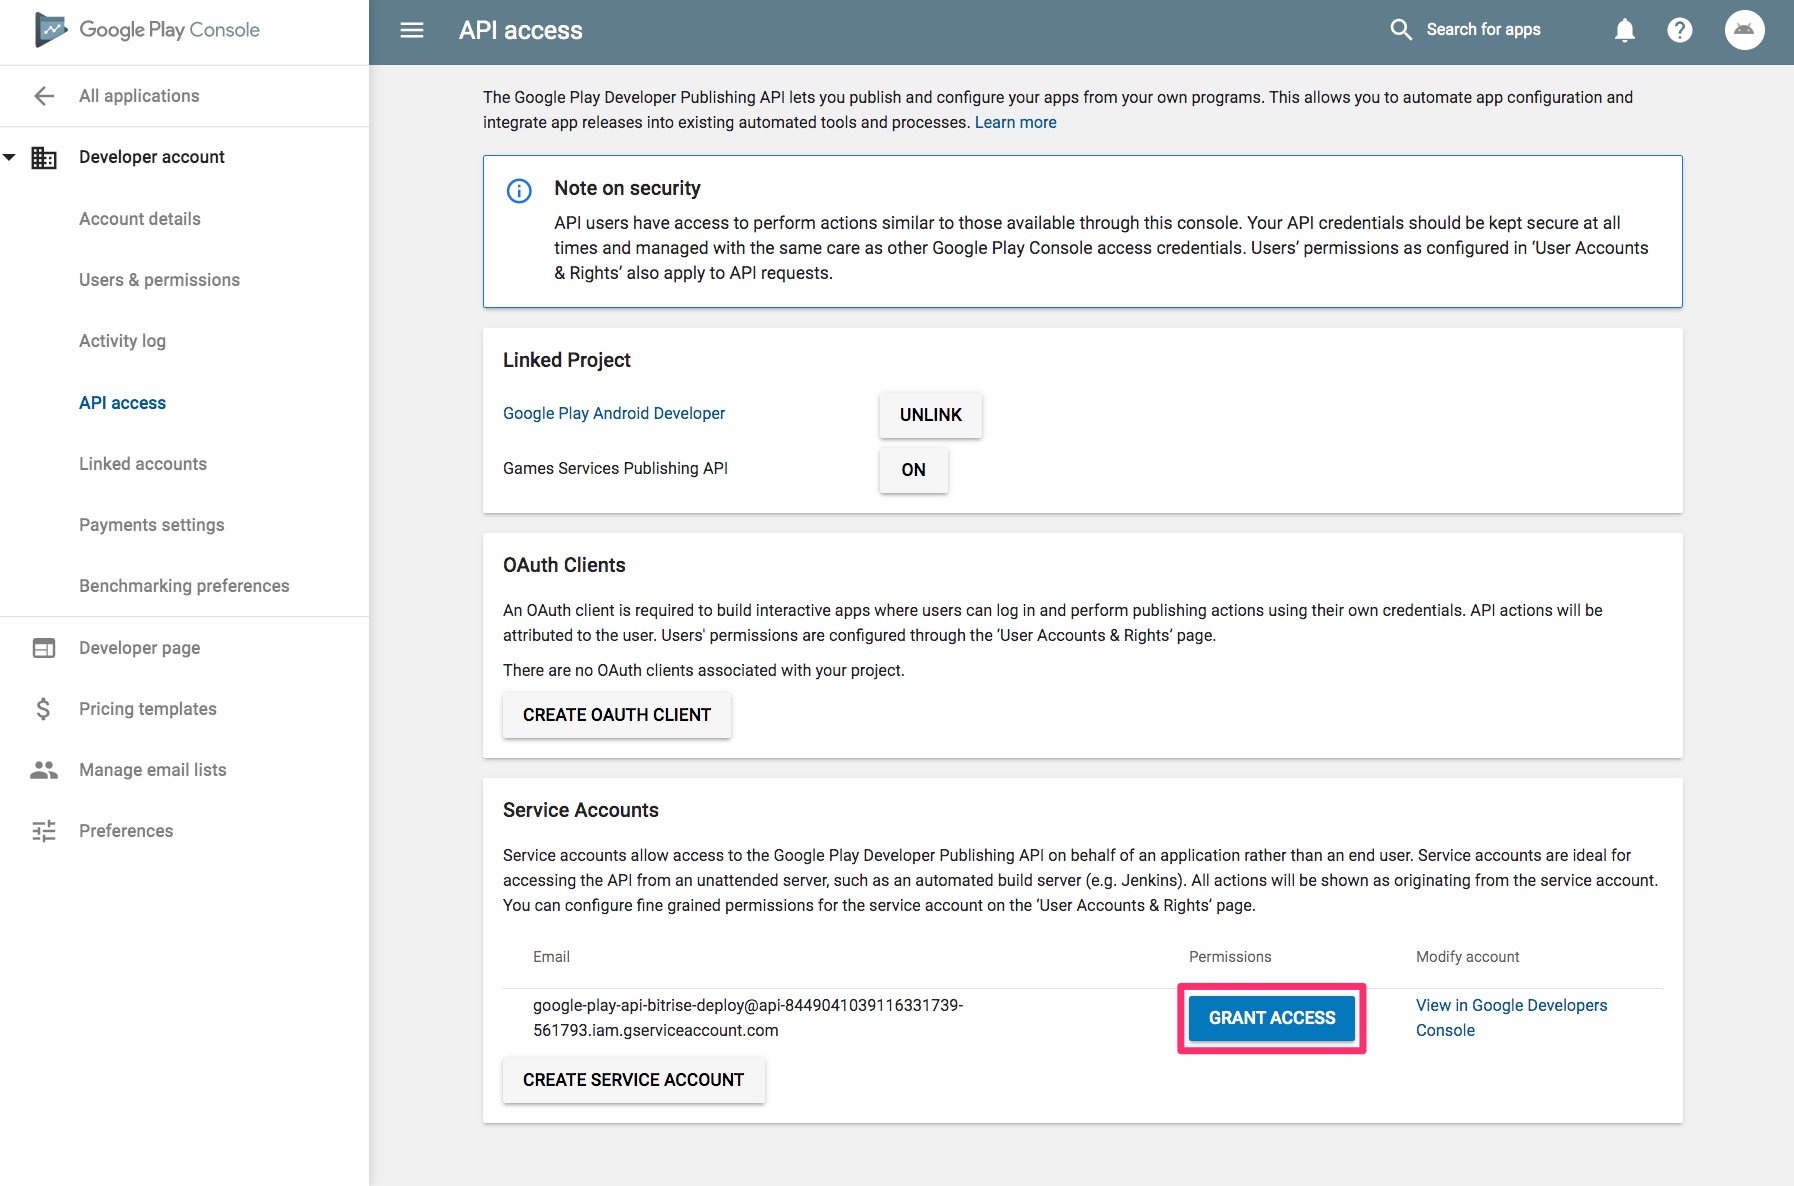 Google Play Console
All applications
Developer account
Account details
Users & permissions
Activity log
API access
Linked accounts
Payments settings
Benchmarking preferences
Developer page
Pricing templates
Manage email lists
Preferences
API access
Search for apps
The Google Play Developer Publishing API lets you publish and configure your apps from your own programs. This allows you to automate app configuration and
integrate app releases into existing automated tools and processes. Learn more
Note on security
API users have access to perform actions similar to those available through this console. Your API credentials should be kept secure at all
times and managed with the same care as other Google Play Console access credentials. Users’ permissions as configured in ‘User Accounts
& Rights’ also apply to API requests.
Linked Project
Google Play Android Developer
UNLINK
Games Services Publishing API
ON
OAuth Clients
An OAuth client is required to build interactive apps where users can log in and perform publishing actions using their own credentials. API actions will be
attributed to the user. Users' permissions are configured through the ‘User Accounts & Rights’ page.
There are no OAuth clients associated with your project.
CREATE OAUTH CLIENT
Service Accounts
Service accounts allow access to the Google Play Developer Publishing API on behalf of an application rather than an end user. Service accounts are ideal for
accessing the API from an unattended server, such as an automated build server (e.g. Jenkins). All actions will be shown as originating from the service account.
You can configure fine grained permissions for the service account on the ‘User Accounts & Rights’ page.
Email
Permissions
Modify account
google-play-api-bitrise-deploy@api-8449041039116331739-
561793.iam.gserviceaccount.com
GRANT ACCESS
View in Google Developers
Console
CREATE SERVICE ACCOUNT